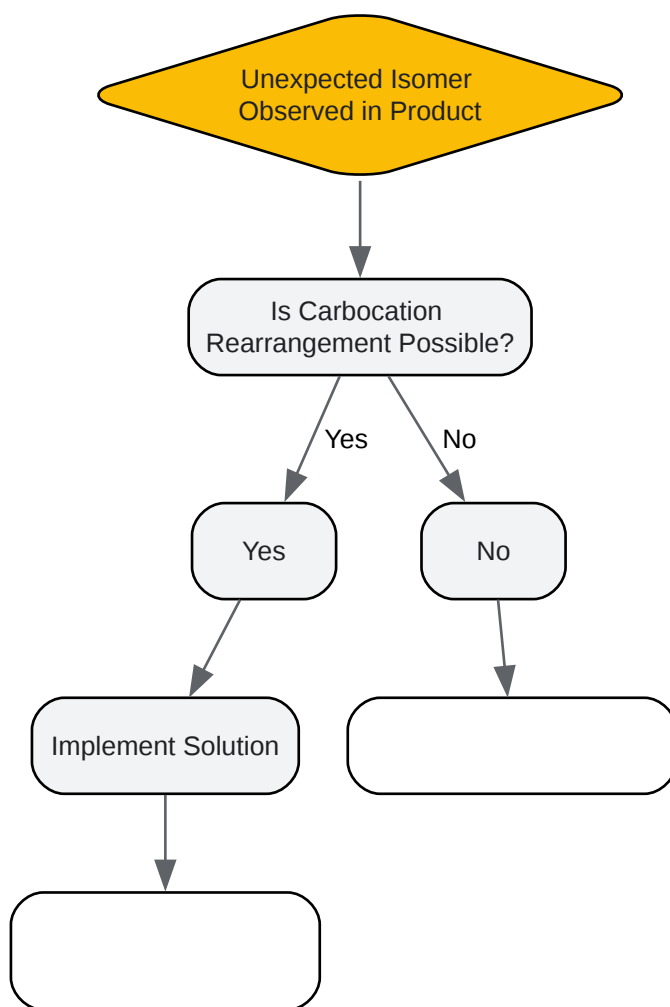 Unexpected Isomer
Observed in Product
Is Carbocation
Rearrangement Possible?
Yes
No
Yes
No
Implement Solution